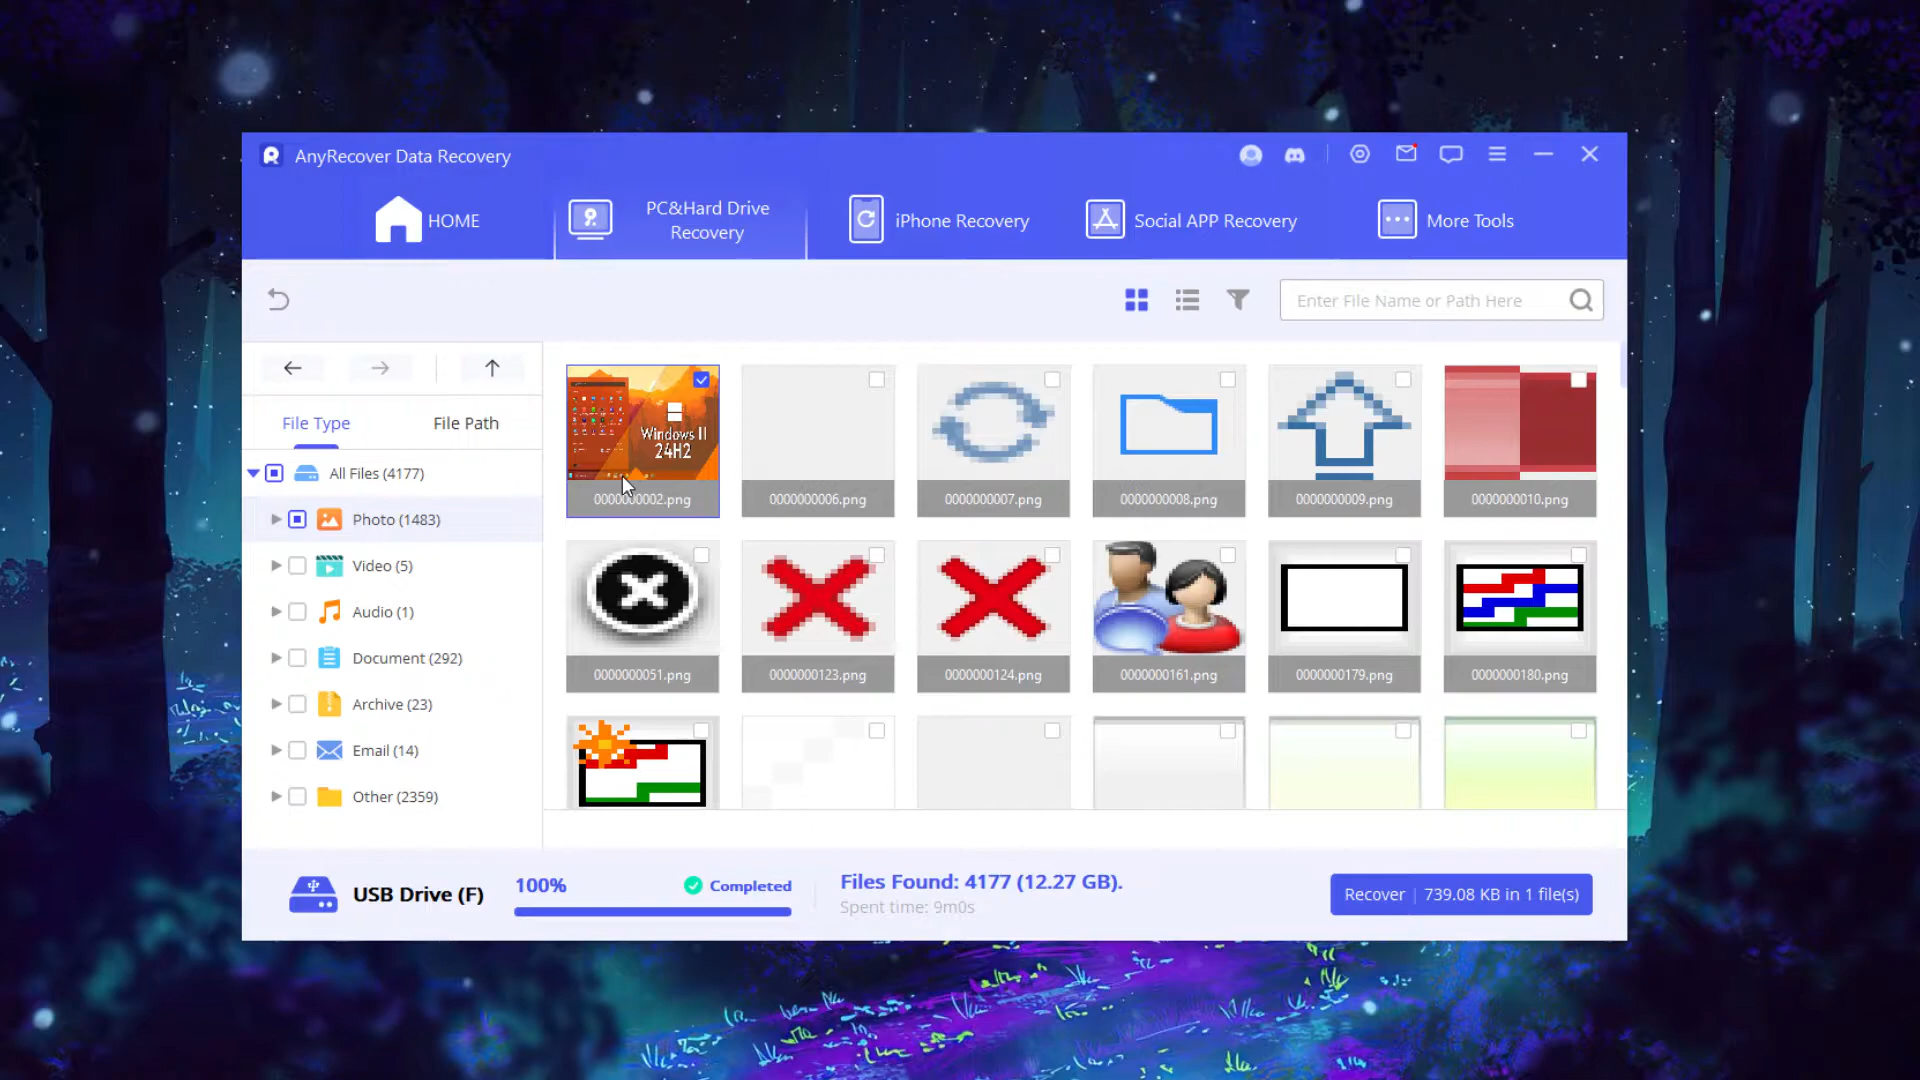 AnyRecover Data Recovery
HOME
PC&Hard Drive
Recovery
iPhone Recovery
Social APP Recovery
More Tools
Enter File Name or Path Here
File Type
File Path
All Files (4177)
Photo (1483)
Video (5)
Audio (1)
Document (292)
Archive (23)
Email (14)
Other (2359)
Windows 11
24H2
0000000002.png
0000000006.png
0000000007.png
0000000008.png
0000000009.png
0000000010.png
0000000051.png
0000000123.png
0000000124.png
0000000161.png
0000000179.png
0000000180.png
USB Drive (F)
100%
Completed
Files Found: 4177 (12.27 GB).
Spent time: 9m0s
Recover | 739.08 KB in 1 file(s)